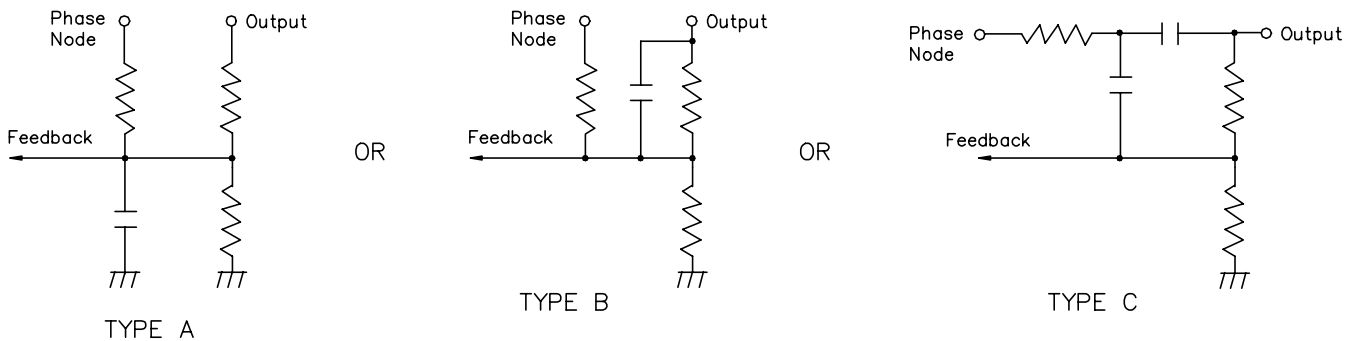 Phase
Node
Output
Feedback
TYPE A
OR
Phase
Node
Output
Feedback
TYPE B
OR
Phase
Node
Output
Feedback
TYPE C